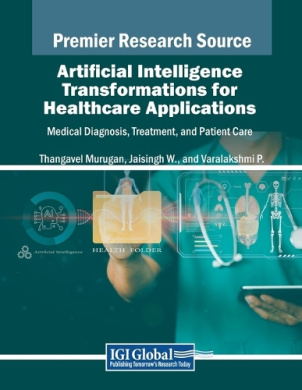 Premier Research Source
Artificial Intelligence
Transformations for
Healthcare Applications
Medical Diagnosis, Treatment, and Patient Care
Thangavel Murugan, Jaisingh W., and Varalakshmi P.
Artificial Intelligence
HEALTH FOLDER
IGI Global
Publishing Tomorrow's Research Today